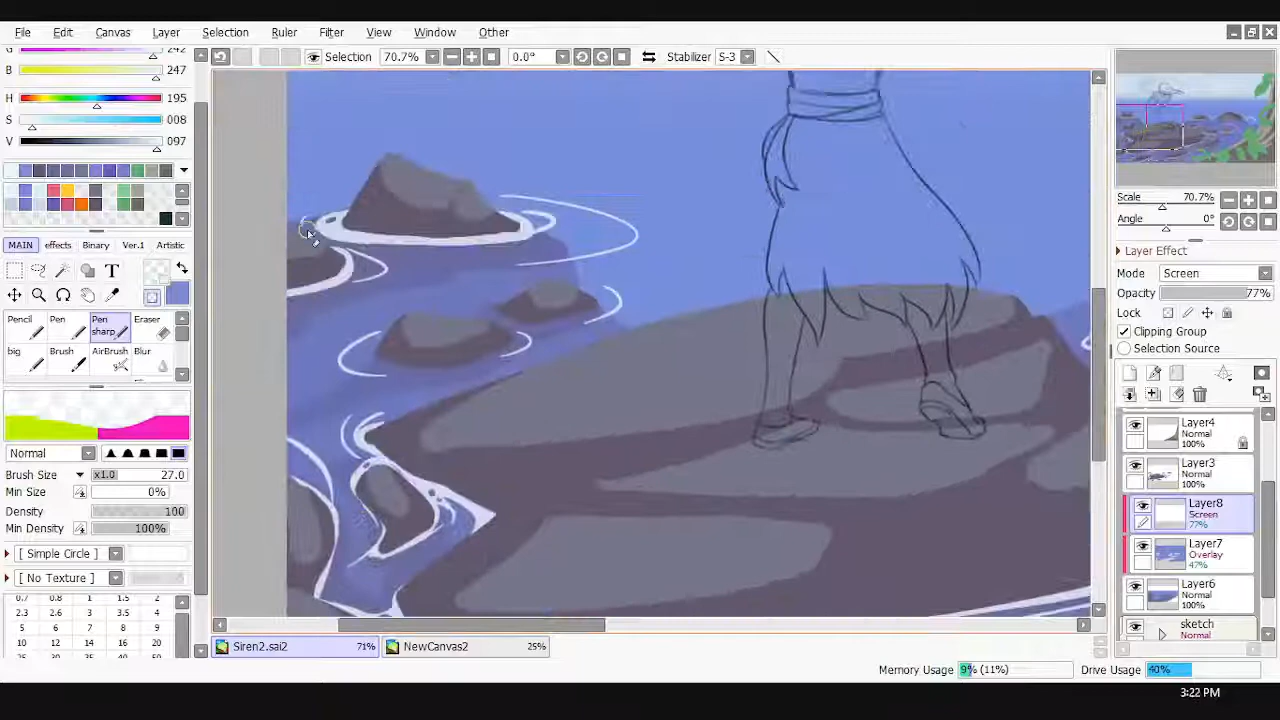 File Edit Canvas Layer Selection Ruler Filter View Window Other
Selection 70.7% 0.0° Stabilizer S-3
242
B 247
H 195
S 008
V 097
MAIN effects Binary Ver.1 Artistic
T
Pencil Pen Pen sharp Eraser
big Brush AirBrush Blur
Normal
Brush Size x1.0 27.0
Min Size 0%
Density 100
Min Density 100%
[ Simple Circle ]
[ No Texture ]
0.7 0.8 1 1.5 2
2.3 2.6 3 3.5 4
5 6 7 8 9
10 12 14 16 20
Scale 70.7%
Angle 0°
Layer Effect
Mode Screen
Opacity 77%
Lock
Clipping Group
Selection Source
Layer4
Normal
100%
Layer3
Normal
100%
Layer8
Screen
77%
Layer7
Overlay
47%
Layer6
Normal
100%
sketch
Normal
Siren2.sai2 71% NewCanvas2 25%
Memory Usage 9% (11%) Drive Usage 40%
3:22 PM